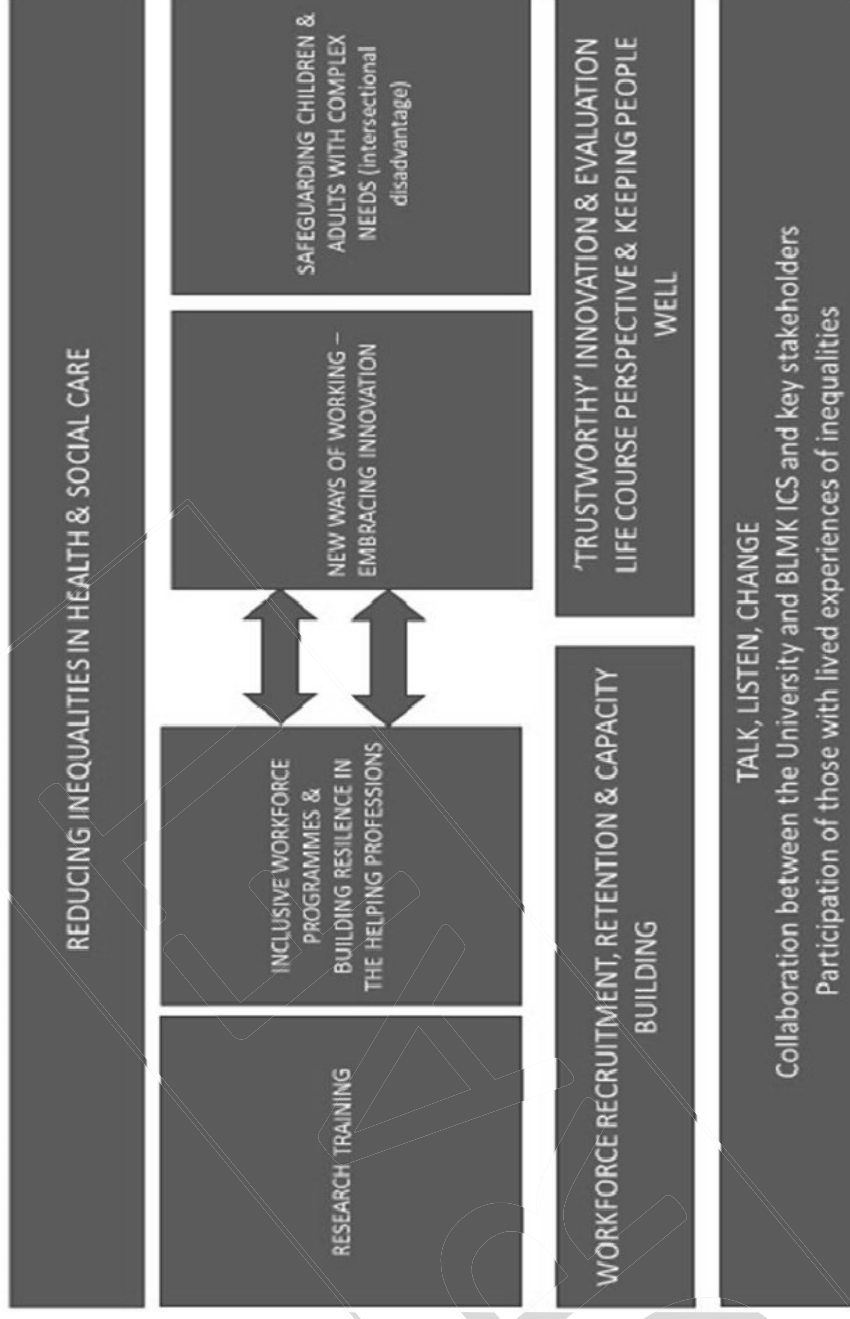 REDUCING INEQUALITIES IN HEALTH & SOCIAL CARE
RESEARCH TRAINING
INCLUSIVE WORKFORCE
PROGRAMMES &
BUILDING RESILENCE IN
THE HELPING PROFESSIONS
NEW WAYS OF WORKING –
EMBRACING INNOVATION
SAFEGUARDING CHILDREN &
ADULTS WITH COMPLEX
NEEDS (intersectional
disadvantage)
WORKFORCE RECRUITMENT, RETENTION & CAPACITY
BUILDING
'TRUSTWORTHY' INNOVATION & EVALUATION
LIFE COURSE PERSPECTIVE & KEEPING PEOPLE
WELL
TALK, LISTEN, CHANGE
Collaboration between the University and BLMK ICS and key stakeholders
Participation of those with lived experiences of inequalities